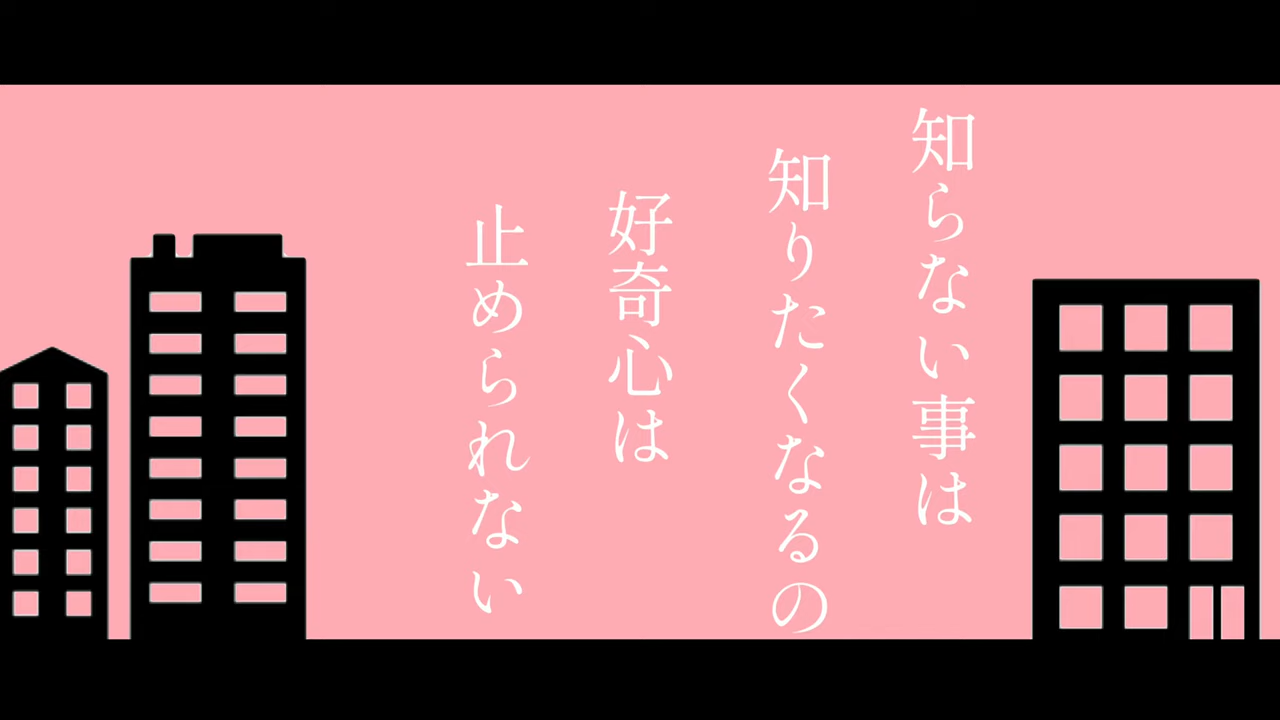 知らない事は
知りたくなるの
好奇心は
止められない